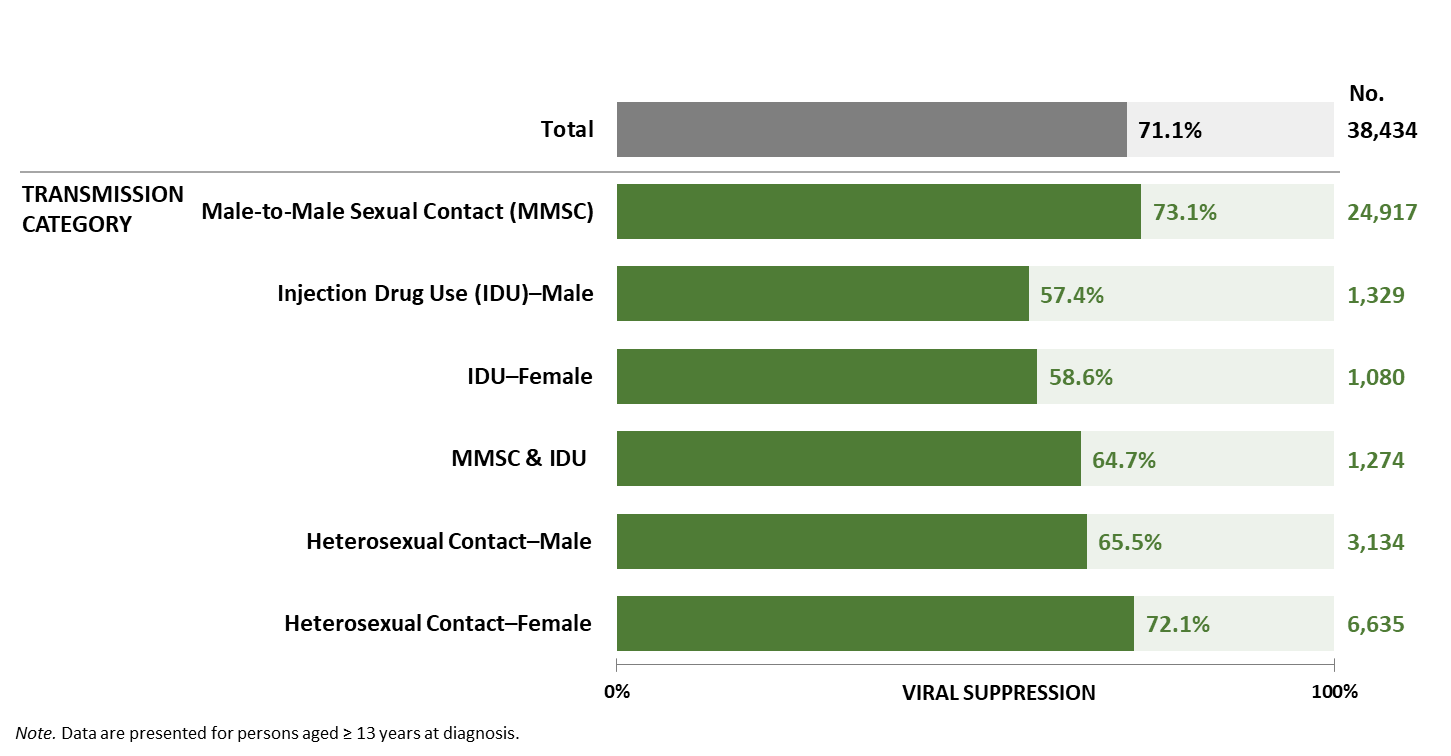 No.
Total 71.1% 38,434
TRANSMISSION
CATEGORY
Male-to-Male Sexual Contact (MMSC) 73.1% 24,917
Injection Drug Use (IDU)–Male 57.4% 1,329
IDU–Female 58.6% 1,080
MMSC & IDU 64.7% 1,274
Heterosexual Contact–Male 65.5% 3,134
Heterosexual Contact–Female 72.1% 6,635
0% VIRAL SUPPRESSION 100%
Note. Data are presented for persons aged ≥ 13 years at diagnosis.